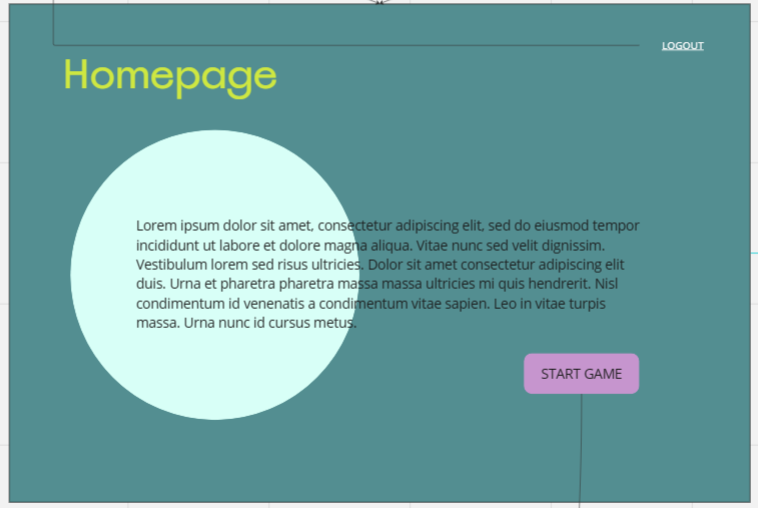 LOGOUT
Homepage
Lorem ipsum dolor sit amet, consectetur adipiscing elit, sed do eiusmod tempor
incididunt ut labore et dolore magna aliqua. Vitae nunc sed velit dignissim.
Vestibulum lorem sed risus ultricies. Dolor sit amet consectetur adipiscing elit
duis. Urna et pharetra pharetra massa massa ultricies mi quis hendrerit. Nisl
condimentum id venenatis a condimentum vitae sapien. Leo in vitae turpis
massa. Urna nunc id cursus metus.
START GAME